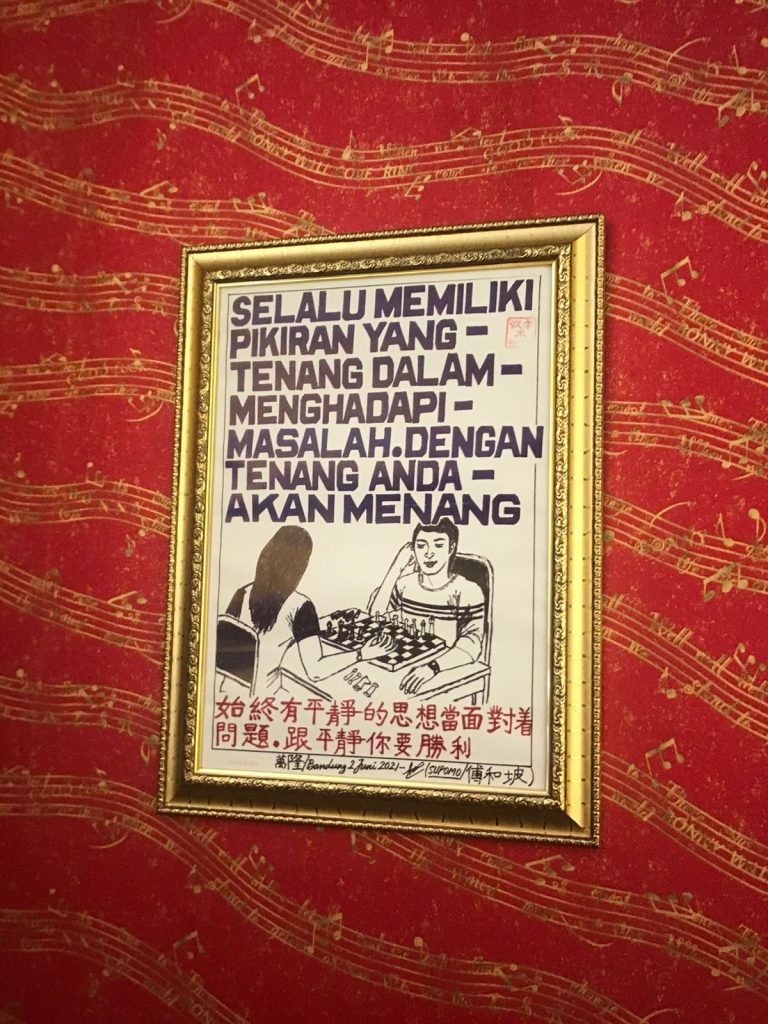 SELALU MEMILIKI
PIKIRAN YANG -
TENANG DALAM -
MENGHADAPI -
MASALAH. DENGAN
TENANG ANDA -
AKAN MENANG
始終有平靜的思想當面對着
問題.跟平靜你要勝利
萬隆/Bandung 2 Juni 2021- (SUPOMO/傅和坡)